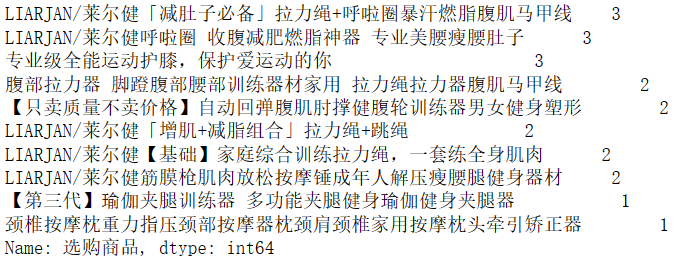 LIARJAN/莱尔健「减肚子必备」拉力绳+呼啦圈暴汗燃脂腹肌马甲线    3
LIARJAN/莱尔健呼啦圈 收腹减肥燃脂神器 专业美腰瘦腰肚子    3
专业级全能运动护膝，保护爱运动的你    3
腹部拉力器 脚蹬腹部腰部训练器材家用 拉力绳拉力器腹肌马甲线    2
【只卖质量不卖价格】自动回弹腹肌肘撑健腹轮训练器男女健身塑形    2
LIARJAN/莱尔健「增肌+减脂组合」拉力绳+跳绳    2
LIARJAN/莱尔健【基础】家庭综合训练拉力绳，一套练全身肌肉    2
LIARJAN/莱尔健筋膜枪肌肉放松按摩锤成年人解压瘦腰腿健身器材    2
【第三代】瑜伽夹腿训练器 多功能夹腿健身瑜伽健身夹腿器    1
颈椎按摩枕重力指压颈部按摩器枕颈肩颈椎家用按摩枕头牵引矫正器    1
Name: 选购商品, dtype: int64